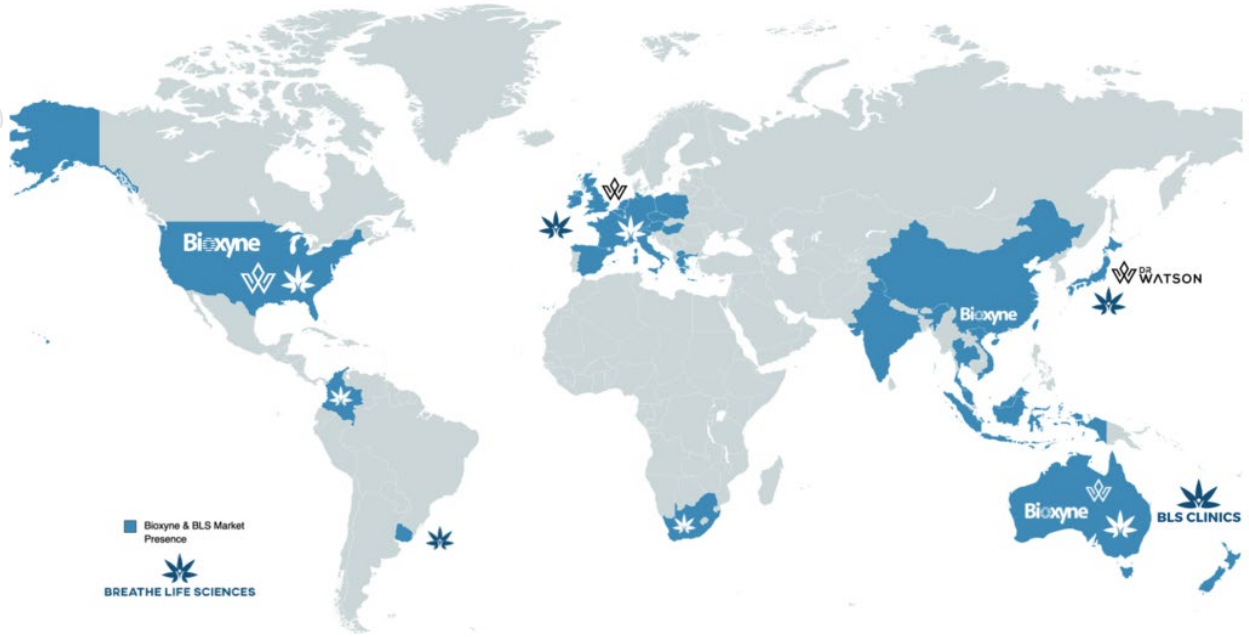 Bioxyne
DR
WATSON
Bioxyne
Bioxyne
BLS CLINICS
Bioxyne & BLS Market
Presence
BREATHE LIFE SCIENCES